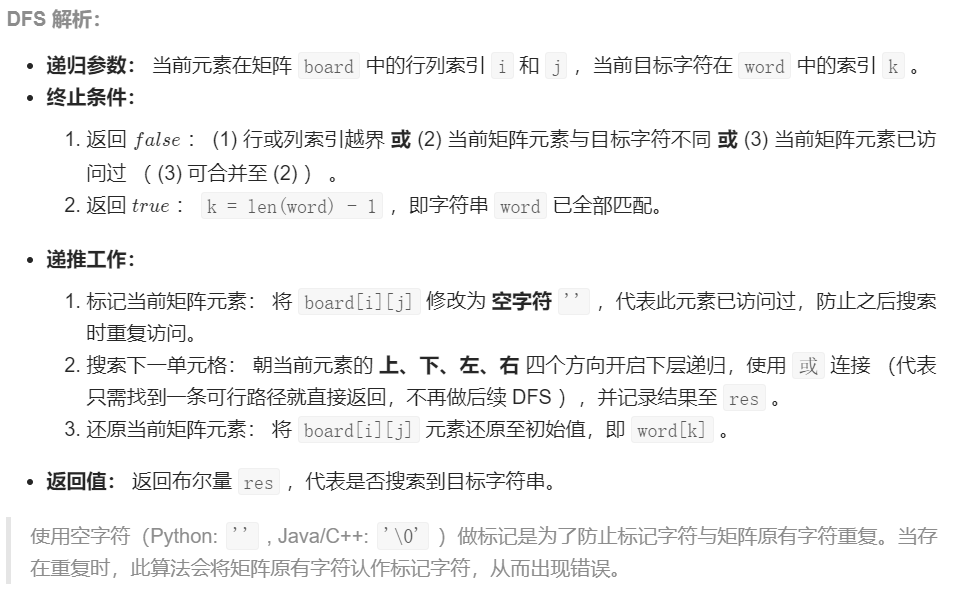 DFS 解析：
• 递归参数： 当前元素在矩阵 board 中的行列索引 i 和 j ，当前目标字符在 word 中的索引 k 。
• 终止条件：
1. 返回 false ： (1) 行或列索引越界 或 (2) 当前矩阵元素与目标字符不同 或 (3) 当前矩阵元素已访
问过 （ (3) 可合并至 (2) ） 。
2. 返回 true ： k = len(word) - 1 ，即字符串 word 已全部匹配。
• 递推工作：
1. 标记当前矩阵元素： 将 board[i][j] 修改为 空字符 '' ，代表此元素已访问过，防止之后搜索
时重复访问。
2. 搜索下一单元格： 朝当前元素的 上、下、左、右 四个方向开启下层递归，使用 或 连接 （代表
只需找到一条可行路径就直接返回，不再做后续 DFS ），并记录结果至 res 。
3. 还原当前矩阵元素： 将 board[i][j] 元素还原至初始值，即 word[k] 。
• 返回值： 返回布尔量 res ，代表是否搜索到目标字符串。
使用空字符（Python: '' , Java/C++: '\0' ）做标记是为了防止标记字符与矩阵原有字符重复。当存
在重复时，此算法会将矩阵原有字符认作标记字符，从而出现错误。